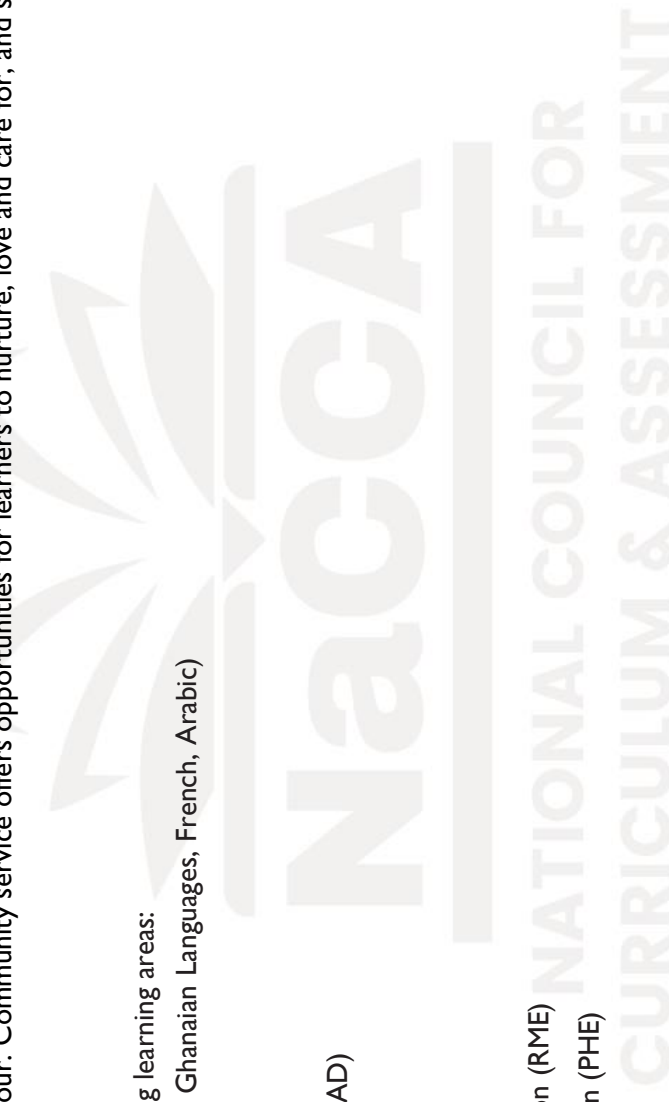 our. Community service offers opportunities for learners to nurture, love and care for, and s
g learning areas:
Ghanaian Languages, French, Arabic)
AD)
n (RME)
n (PHE)
NaCCA
NATIONAL COUNCIL FOR
CURRICULUM & ASSESSMENT